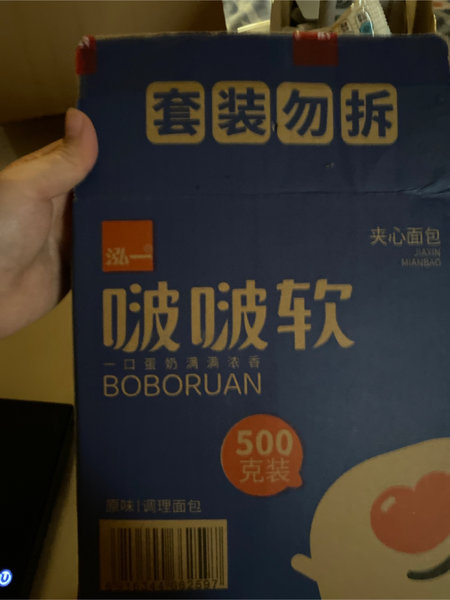 套装勿拆
泓一®
夹心面包
JIAXIN
MIANBAO
啵啵软
一口蛋奶满满浓香
BOBORUAN
500
克装
原味|调理面包